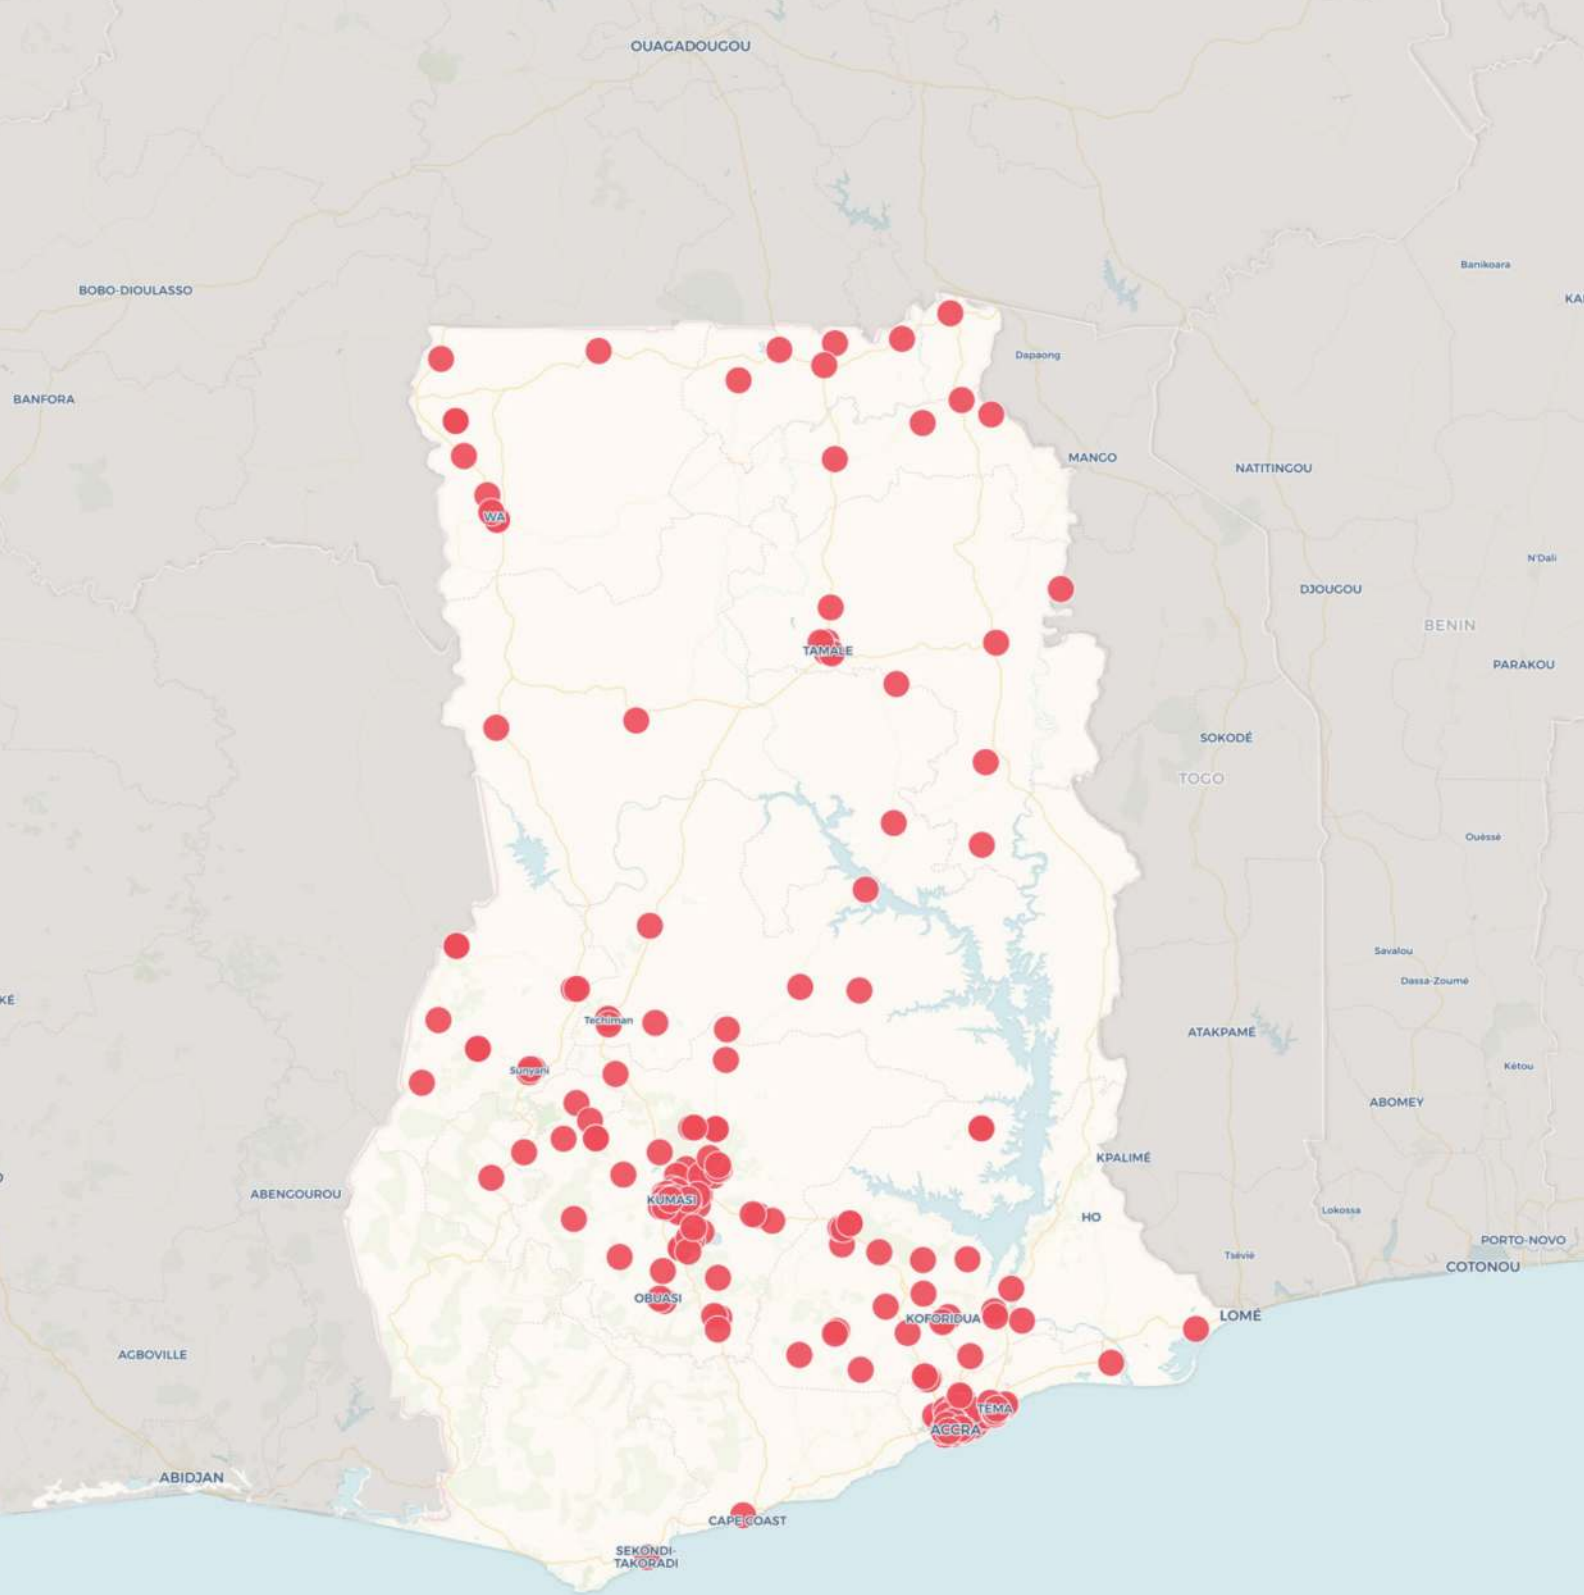 OUAGADOUGOU
Banikoara
BOBO-DIOULASSO
KA
Dapaong
BANFORA
MANGO
NATITINGOU
WA
N'Dali
DJOUGOU
BENIN
TAMALE
PARAKOU
SOKODÉ
TOGO
Ouèssè
Savalou
Dassa-Zoumé
KÉ
Techiman
ATAKPAMÉ
Sunyani
Kétou
ABOMEY
KPALIMÉ
ABENGOUROU
KUMASI
Lokossa
HO
PORTO-NOVO
Tsévié
COTONOU
OBUASI
LOMÉ
KOFORIDUA
AGBOVILLE
TEMA
ACCRA
ABIDJAN
CAPE COAST
SEKONDI-
TAKORADI